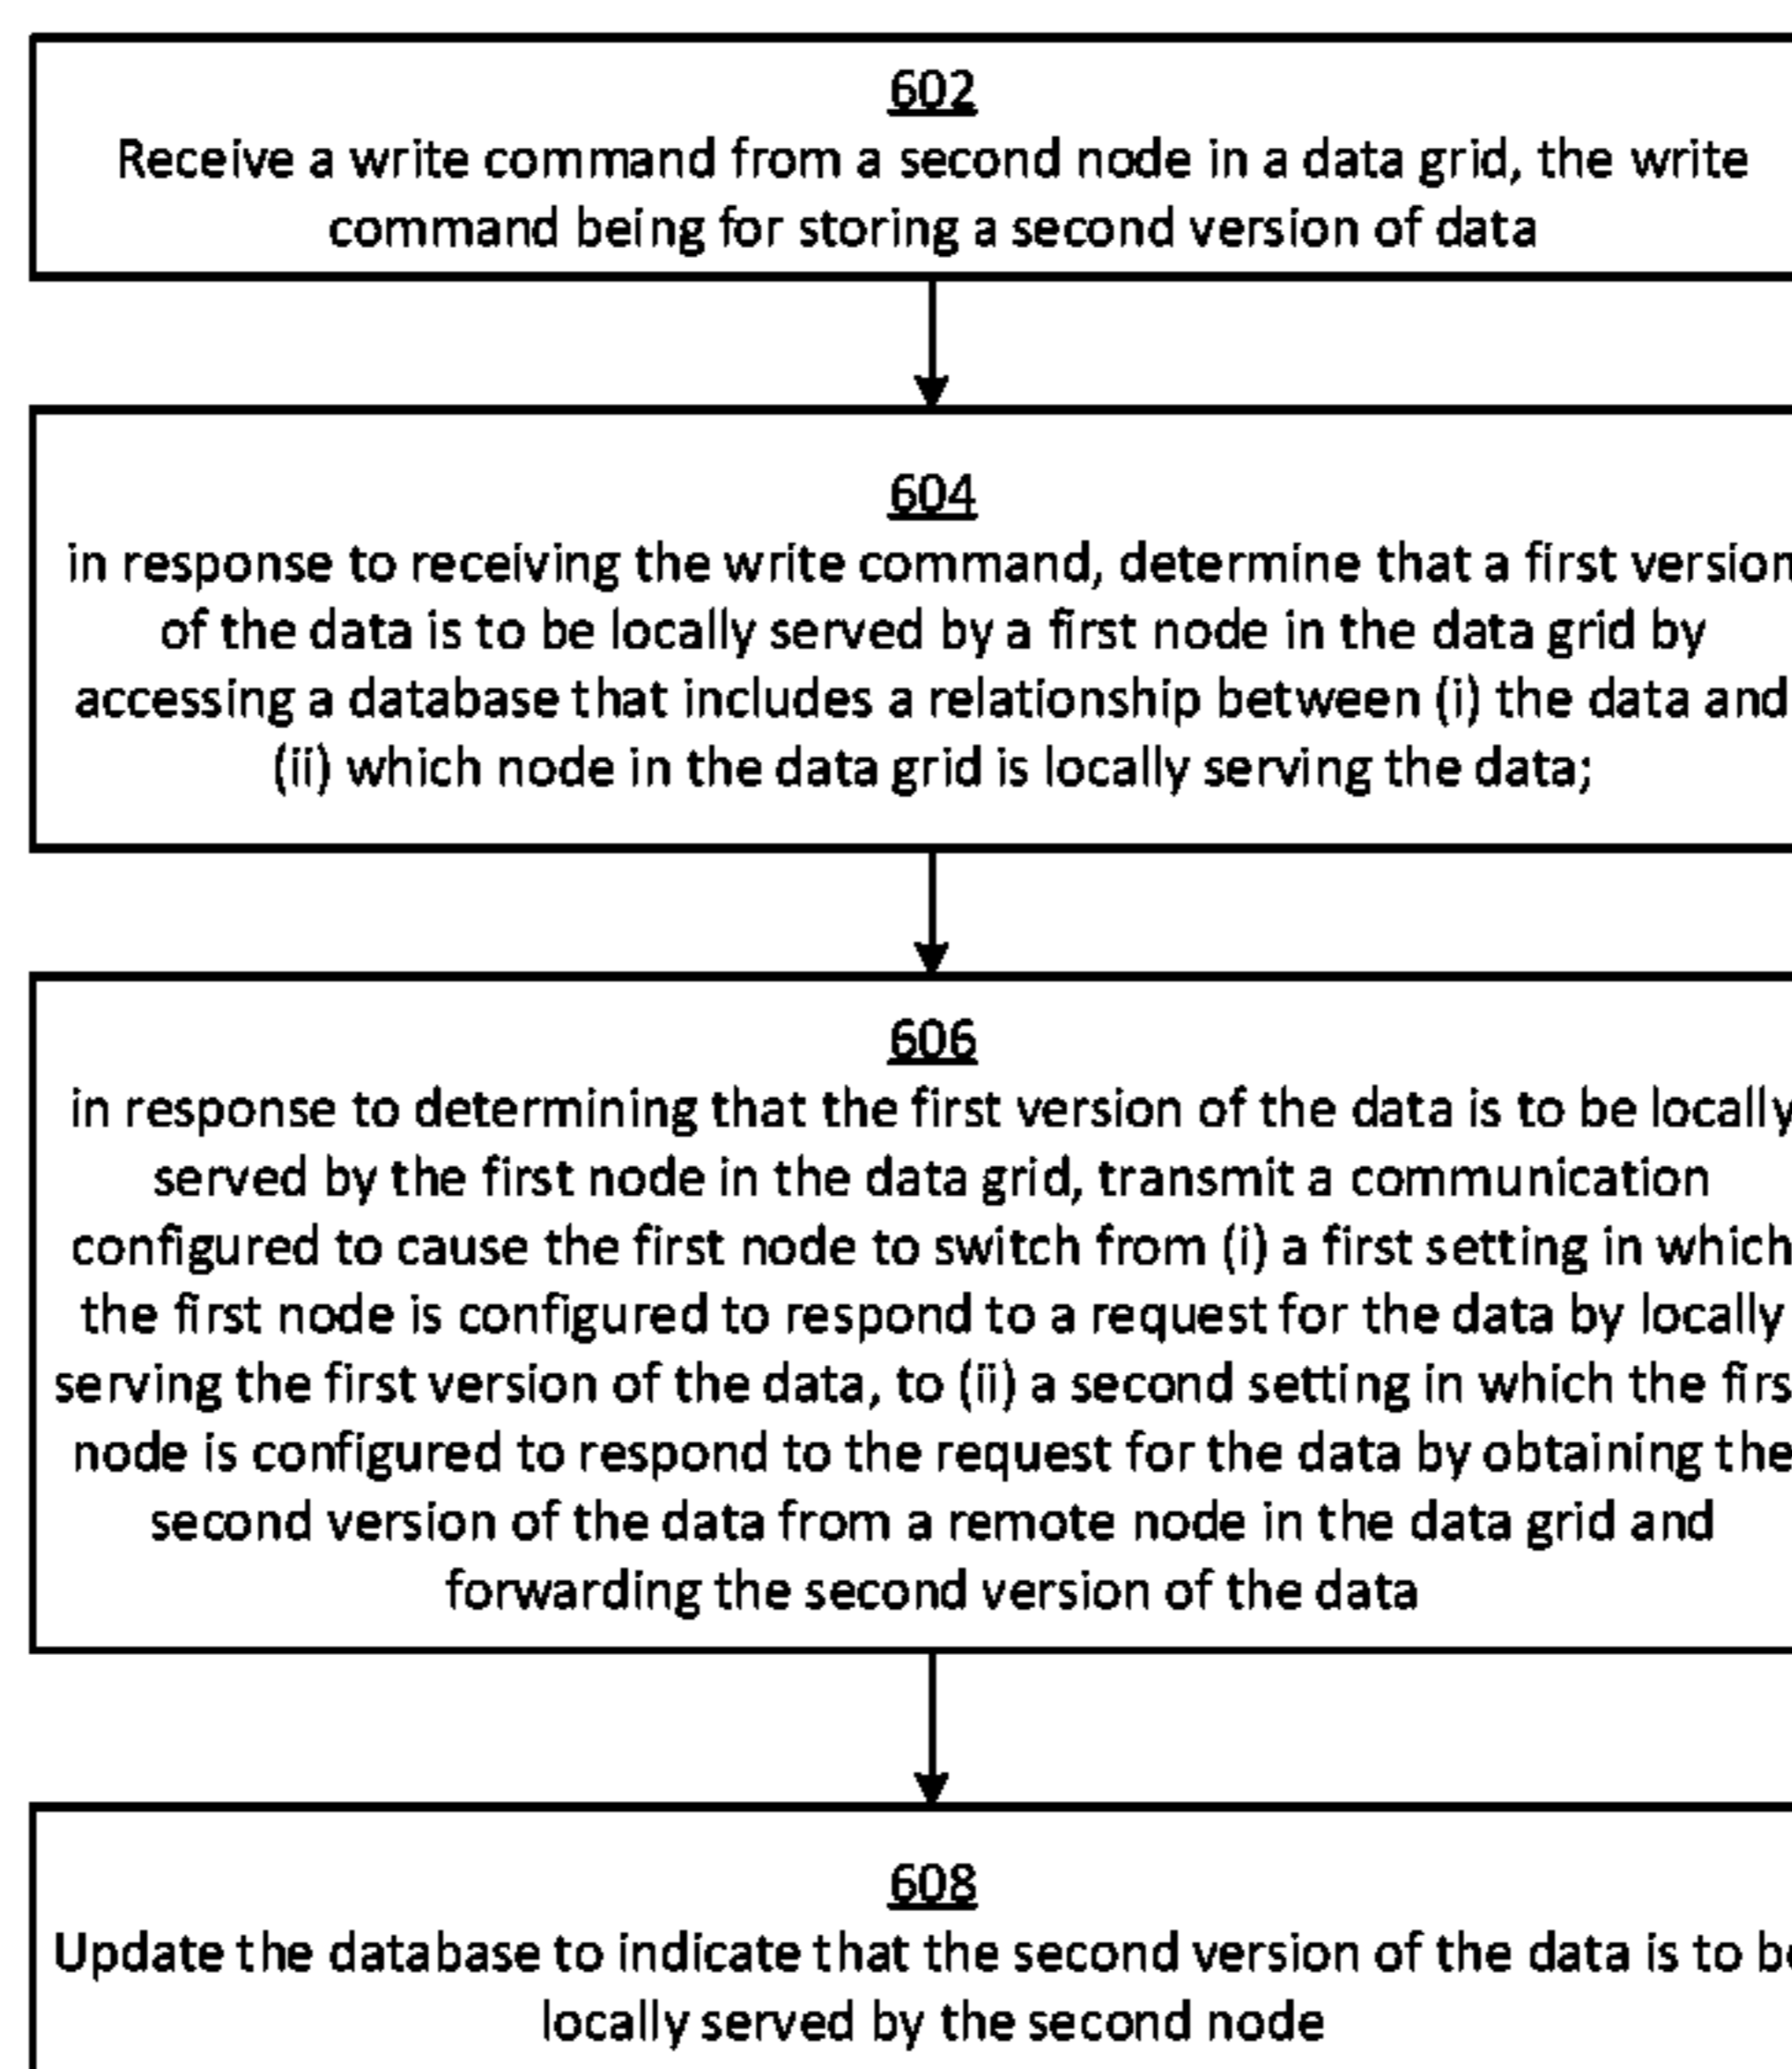 602
Receive a write command from a second node in a data grid, the write
command being for storing a second version of data
604
in response to receiving the write command, determine that a first version
of the data is to be locally served by a first node in the data grid by
accessing a database that includes a relationship between (i) the data and
(ii) which node in the data grid is locally serving the data;
606
in response to determining that the first version of the data is to be locally
served by the first node in the data grid, transmit a communication
configured to cause the first node to switch from (i) a first setting in which
the first node is configured to respond to a request for the data by locally
serving the first version of the data, to (ii) a second setting in which the firs
node is configured to respond to the request for the data by obtaining the
second version of the data from a remote node in the data grid and
forwarding the second version of the data
608
Update the database to indicate that the second version of the data is to be
locally served by the second node